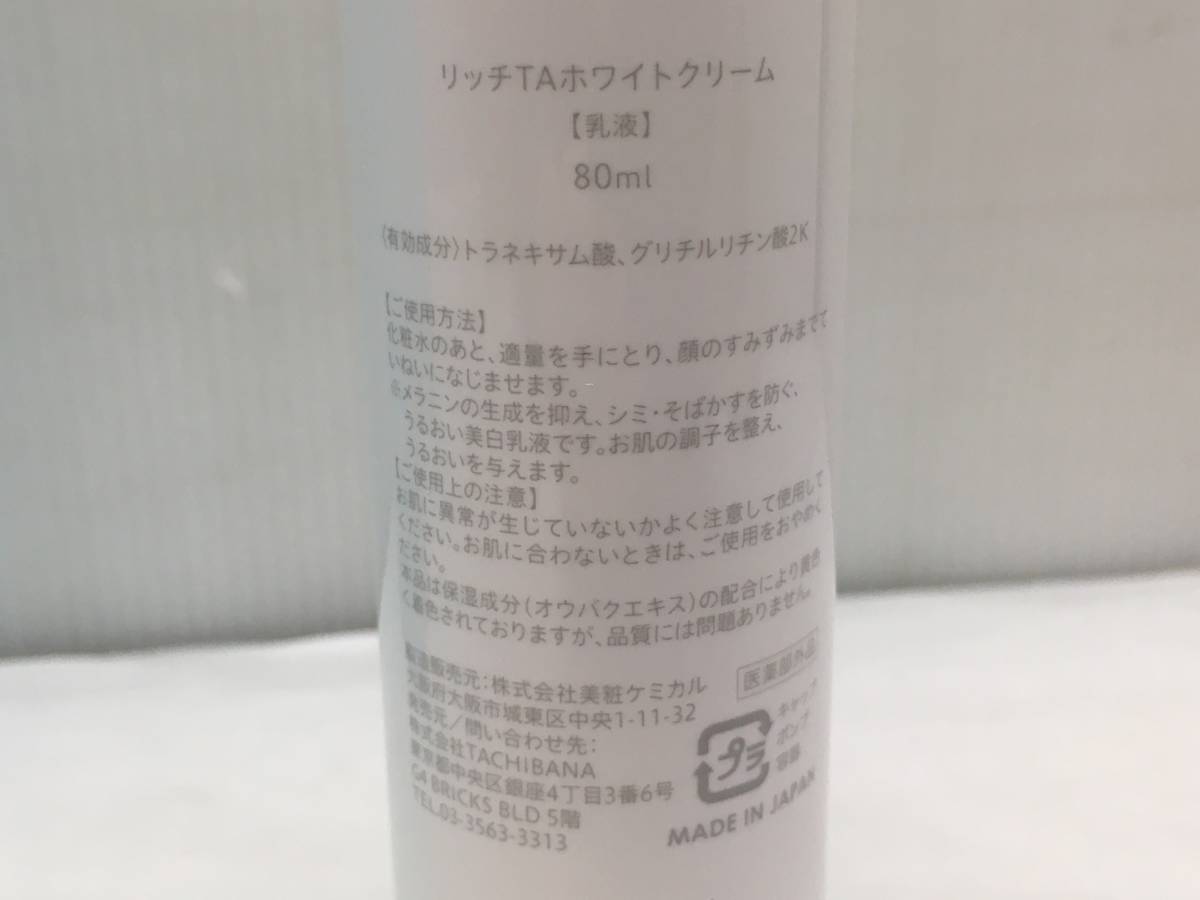 リッチTAホワイトクリーム
【乳液】
80ml
〈有効成分〉トラネキサム酸、グリチルリチン酸2K
【ご使用方法】
化粧水のあと、適量を手にとり、顔のすみずみまでて
いねいになじませます。
※メラニンの生成を抑え、シミ・そばかすを防ぐ、
うるおい美白乳液です。お肌の調子を整え、
うるおいを与えます。
【ご使用上の注意】
お肌に異常が生じていないかよく注意して使用して
ください。お肌に合わないときは、ご使用をおやめく
ださい。
本品は保湿成分(オウバクエキス)の配合により黄色
く着色されておりますが、品質には問題ありません。
製造販売元:株式会社美粧ケミカル
大阪府大阪市城東区中央1-11-32
発売元/問い合わせ先:
株式会社TACHIBANA
東京都中央区銀座4丁目3番6号
G4 BRICKS BLD 5階
TEL.03-3563-3313
医薬部外品
プラ
キャップ
ポンプ
容器
MADE IN JAPAN